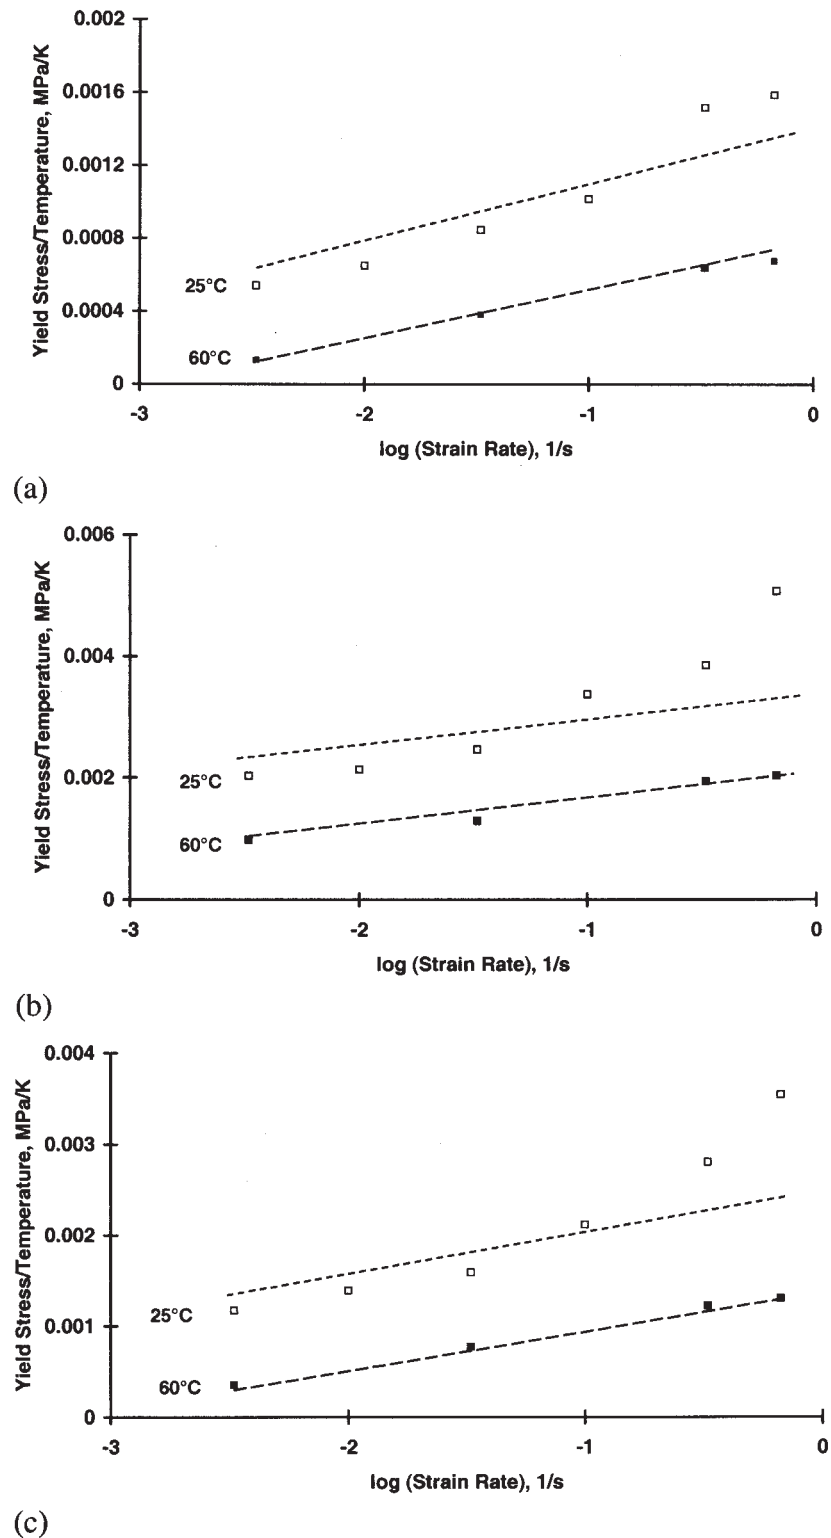 0.002
0.0016
0.0012
0.0008
0.0004
0
Yield Stress/Temperature, MPa/K
25°C
60°C
-3
-2
-1
0
log (Strain Rate), 1/s
(a)
0.006
0.004
0.002
0
Yield Stress/Temperature, MPa/K
25°C
60°C
-3
-2
-1
0
log (Strain Rate), 1/s
(b)
0.004
0.003
0.002
0.001
0
Yield Stress/Temperature, MPa/K
25°C
60°C
-3
-2
-1
0
log (Strain Rate), 1/s
(c)